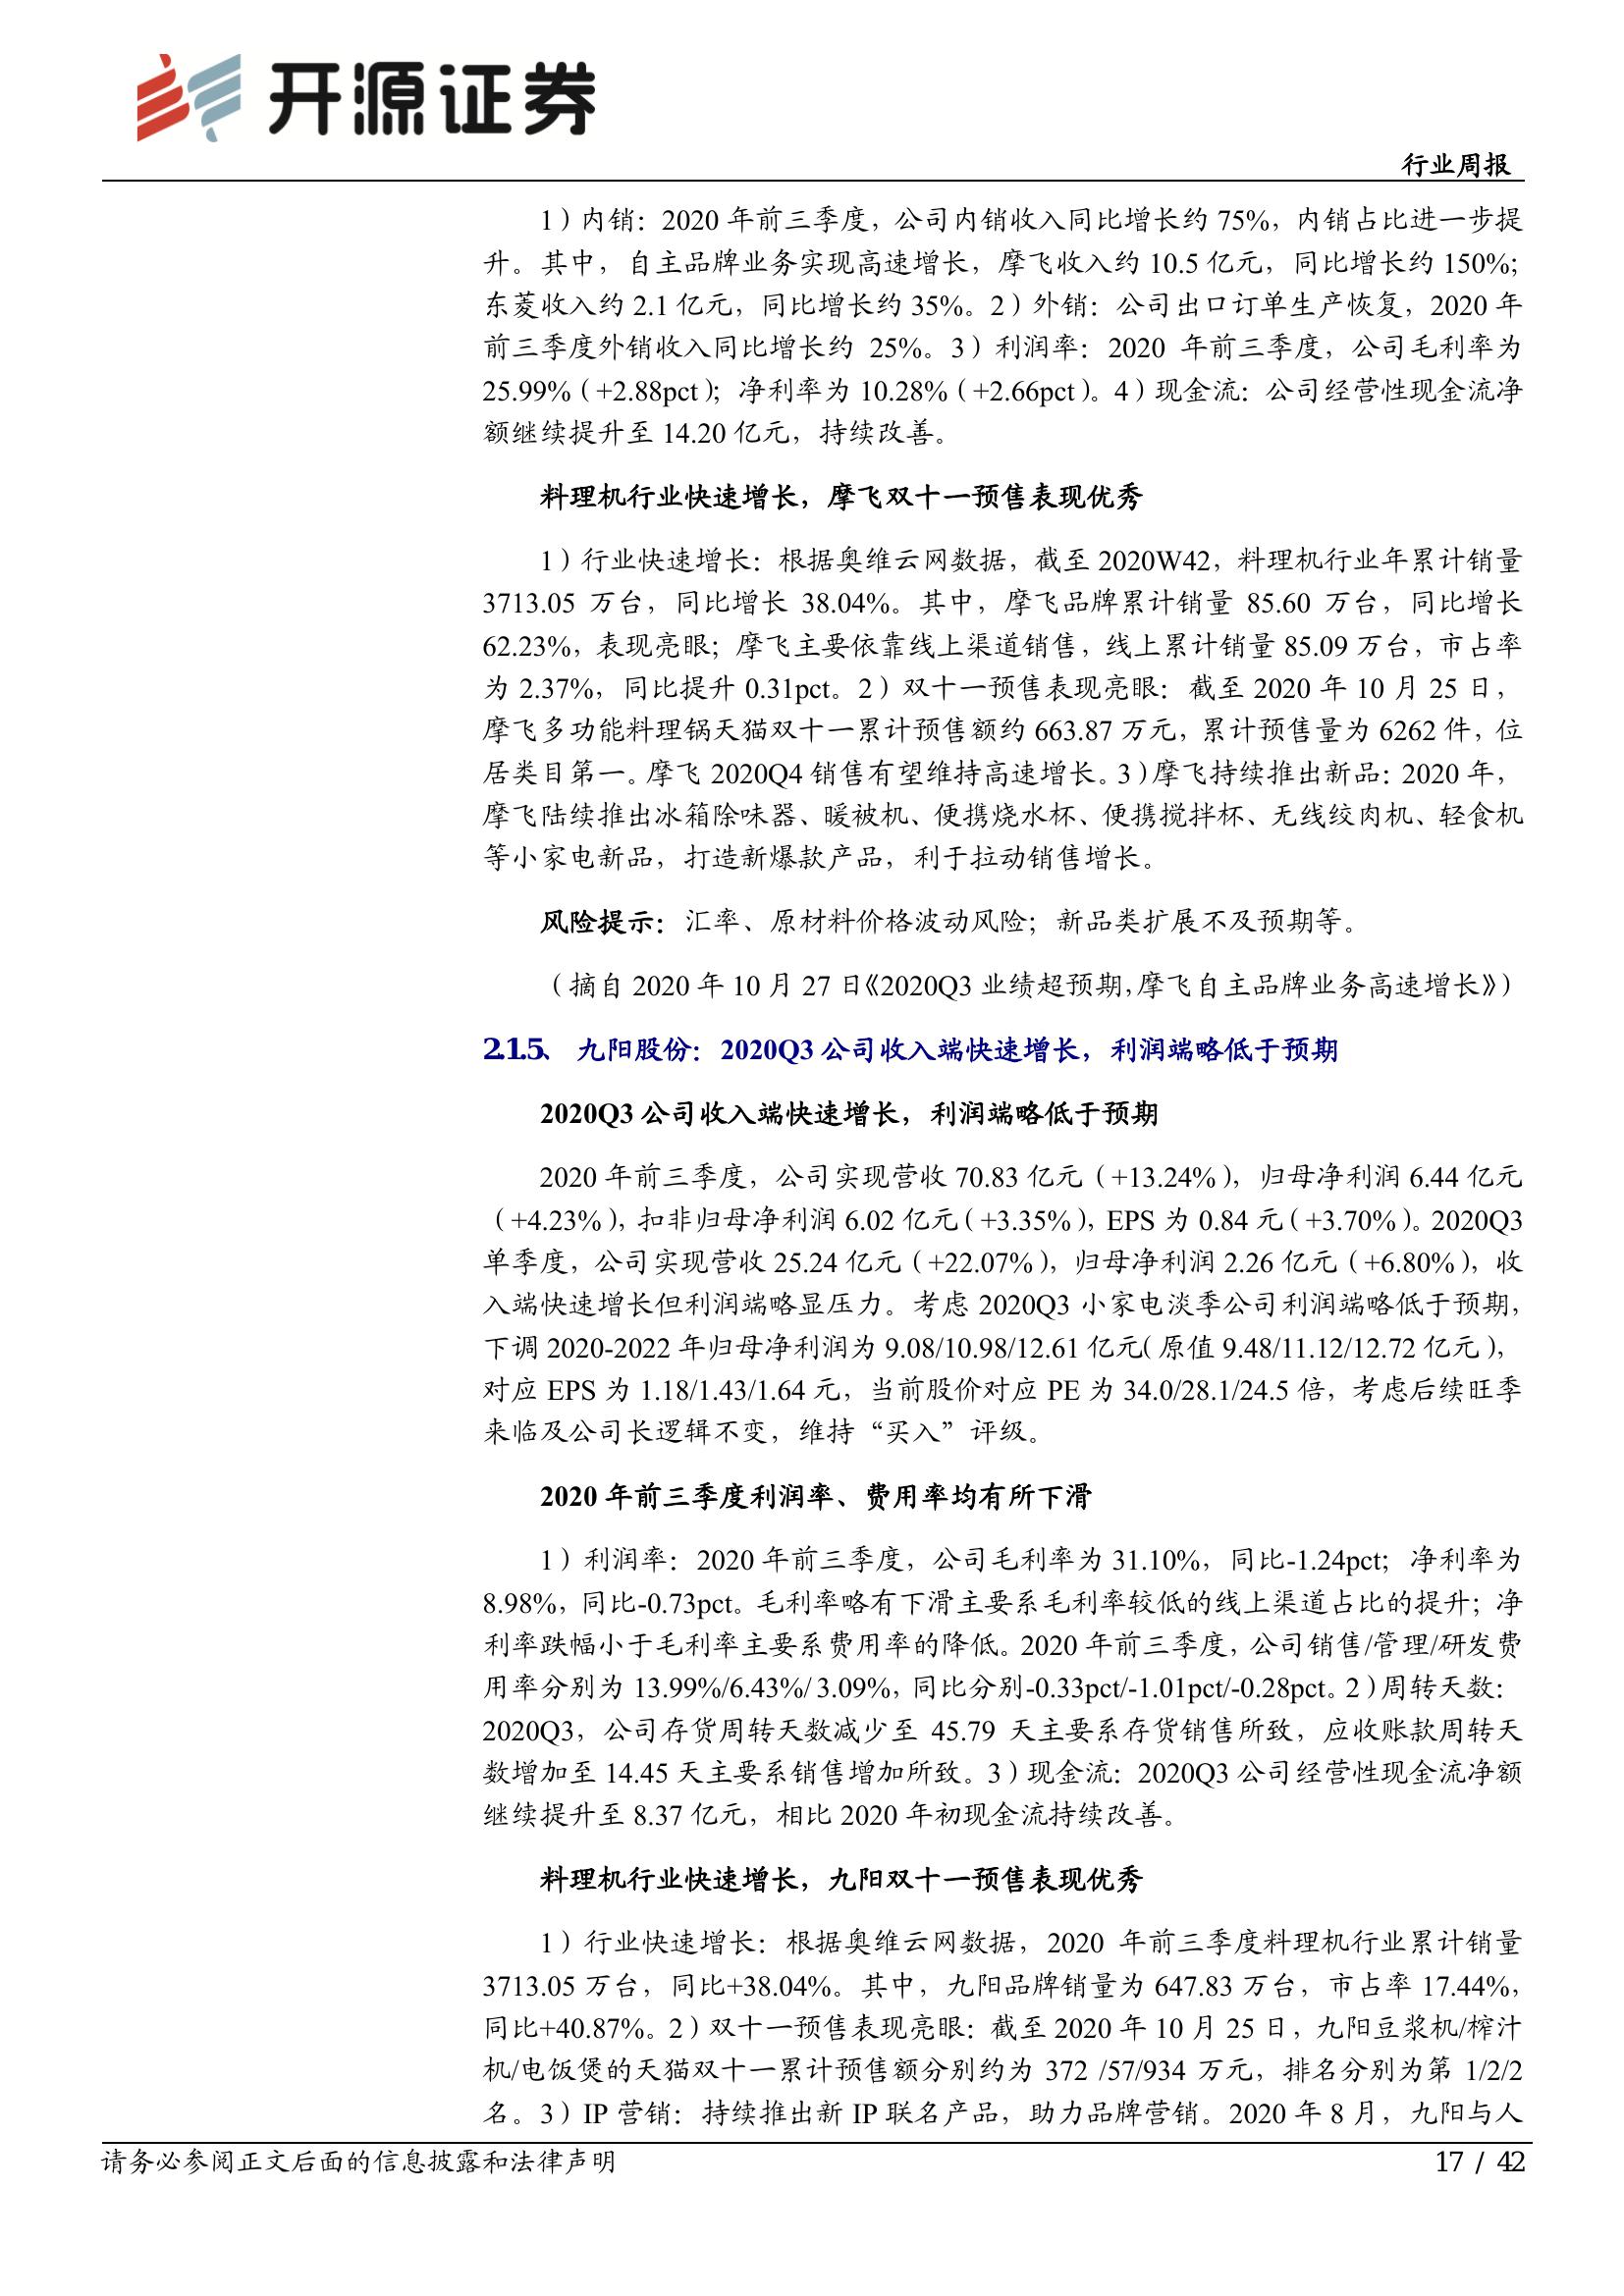 开源证券
行业周报
1）内销：2020 年前三季度，公司内销收入同比增长约 75%，内销占比进一步提
升。其中，自主品牌业务实现高速增长，摩飞收入约 10.5 亿元，同比增长约 150%；
东菱收入约 2.1 亿元，同比增长约 35%。2）外销：公司出口订单生产恢复，2020 年
前三季度外销收入同比增长约 25%。3）利润率：2020 年前三季度，公司毛利率为
25.99%（+2.88pct）；净利率为 10.28%（+2.66pct）。4）现金流：公司经营性现金流净
额继续提升至 14.20 亿元，持续改善。
料理机行业快速增长，摩飞双十一预售表现优秀
1）行业快速增长：根据奥维云网数据，截至 2020W42，料理机行业年累计销量
3713.05 万台，同比增长 38.04%。其中，摩飞品牌累计销量 85.60 万台，同比增长
62.23%，表现亮眼；摩飞主要依靠线上渠道销售，线上累计销量 85.09 万台，市占率
为 2.37%，同比提升 0.31pct。2）双十一预售表现亮眼：截至 2020 年 10 月 25 日，
摩飞多功能料理锅天猫双十一累计预售额约 663.87 万元，累计预售量为 6262 件，位
居类目第一。摩飞 2020Q4 销售有望维持高速增长。3）摩飞持续推出新品：2020 年，
摩飞陆续推出冰箱除味器、暖被机、便携烧水杯、便携搅拌杯、无线绞肉机、轻食机
等小家电新品，打造新爆款产品，利于拉动销售增长。
风险提示：汇率、原材料价格波动风险；新品类扩展不及预期等。
（摘自 2020 年 10 月 27 日《2020Q3 业绩超预期，摩飞自主品牌业务高速增长》）
2.1.5、 九阳股份：2020Q3 公司收入端快速增长，利润端略低于预期
2020Q3 公司收入端快速增长，利润端略低于预期
2020 年前三季度，公司实现营收 70.83 亿元（+13.24%），归母净利润 6.44 亿元
（+4.23%），扣非归母净利润 6.02 亿元（+3.35%），EPS 为 0.84 元（+3.70%）。2020Q3
单季度，公司实现营收 25.24 亿元（+22.07%），归母净利润 2.26 亿元（+6.80%），收
入端快速增长但利润端略显压力。考虑 2020Q3 小家电淡季公司利润端略低于预期，
下调 2020-2022 年归母净利润为 9.08/10.98/12.61 亿元（原值 9.48/11.12/12.72 亿元），
对应 EPS 为 1.18/1.43/1.64 元，当前股价对应 PE 为 34.0/28.1/24.5 倍，考虑后续旺季
来临及公司长逻辑不变，维持“买入”评级。
2020 年前三季度利润率、费用率均有所下滑
1）利润率：2020 年前三季度，公司毛利率为 31.10%，同比-1.24pct；净利率为
8.98%，同比-0.73pct。毛利率略有下滑主要系毛利率较低的线上渠道占比的提升；净
利率跌幅小于毛利率主要系费用率的降低。2020 年前三季度，公司销售/管理/研发费
用率分别为 13.99%/6.43%/ 3.09%，同比分别-0.33pct/-1.01pct/-0.28pct。2）周转天数：
2020Q3，公司存货周转天数减少至 45.79 天主要系存货销售所致，应收账款周转天
数增加至 14.45 天主要系销售增加所致。3）现金流：2020Q3 公司经营性现金流净额
继续提升至 8.37 亿元，相比 2020 年初现金流持续改善。
料理机行业快速增长，九阳双十一预售表现优秀
1）行业快速增长：根据奥维云网数据，2020 年前三季度料理机行业累计销量
3713.05 万台，同比+38.04%。其中，九阳品牌销量为 647.83 万台，市占率 17.44%，
同比+40.87%。2）双十一预售表现亮眼：截至 2020 年 10 月 25 日，九阳豆浆机/榨汁
机/电饭煲的天猫双十一累计预售额分别约为 372 /57/934 万元，排名分别为第 1/2/2
名。3）IP 营销：持续推出新 IP 联名产品，助力品牌营销。2020 年 8 月，九阳与人
请务必参阅正文后面的信息披露和法律声明
17 / 42